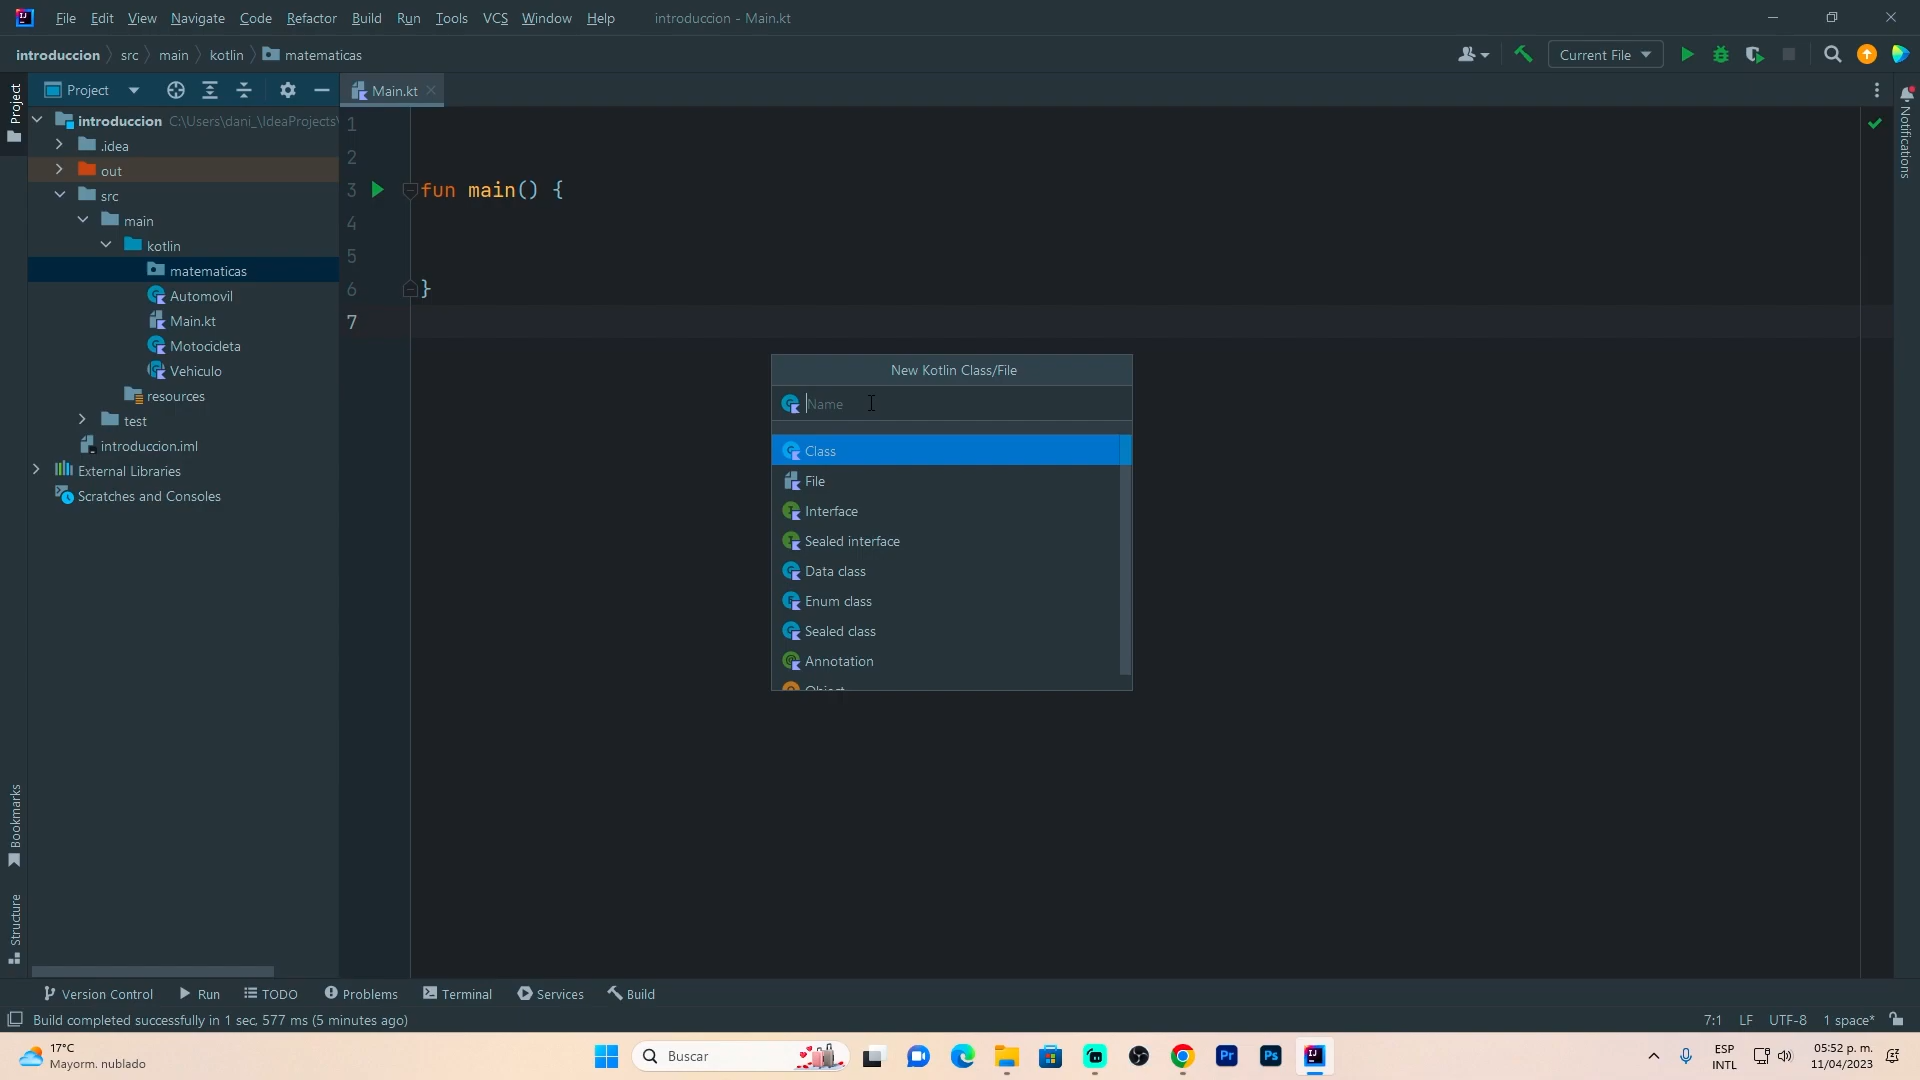 File Edit View Navigate Code Refactor Build Run Tools VCS Window Help introduccion - Main.kt
introduccion src main kotlin matematicas Current File
Project Main.kt
Project
Notifications
introduccion C:\Users\dani_\IdeaProjects\
.idea
out
src
main
kotlin
matematicas
Automovil
Main.kt
Motocicleta
Vehiculo
resources
test
introduccion.iml
External Libraries
Scratches and Consoles
1
2
3 fun main() {
4
5
6 }
7
New Kotlin Class/File
Name
Class
File
Interface
Sealed interface
Data class
Enum class
Sealed class
Annotation
Object
Bookmarks
Structure
Version Control Run TODO Problems Terminal Services Build
Build completed successfully in 1 sec, 577 ms (5 minutes ago) 7:1 LF UTF-8 1 space*
17°C
Mayorm. nublado
Buscar
Pr Ps
ESP
INTL
05:52 p. m.
11/04/2023